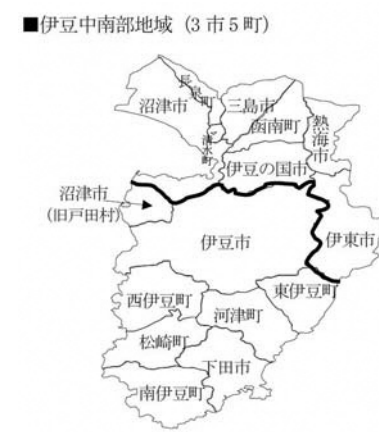 ■伊豆中南部地域（3市5町）
長泉町
沼津市
三島市
函南町
熱海市
清水町
伊豆の国市
沼津市
（旧戸田村）
伊豆市
伊東市
東伊豆町
西伊豆町
河津町
松崎町
下田市
南伊豆町